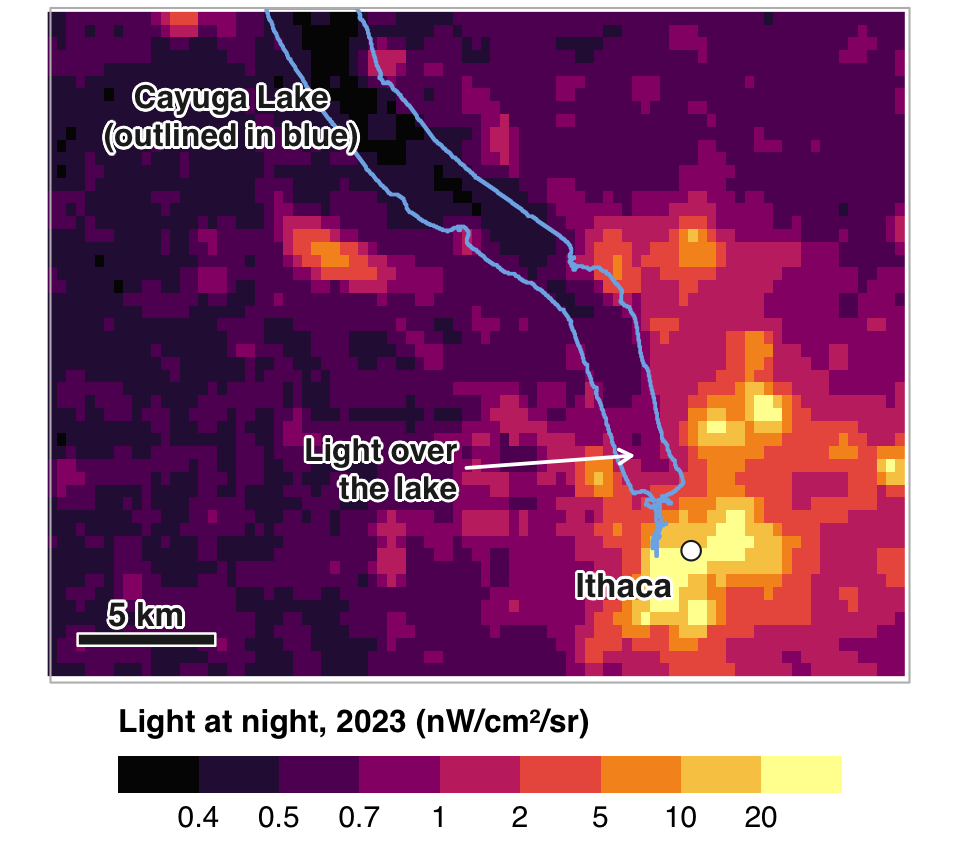 Cayuga Lake
(outlined in blue)
Light over
the lake
Ithaca
5 km
Light at night, 2023 (nW/cm²/sr)
0.4 0.5 0.7 1 2 5 10 20